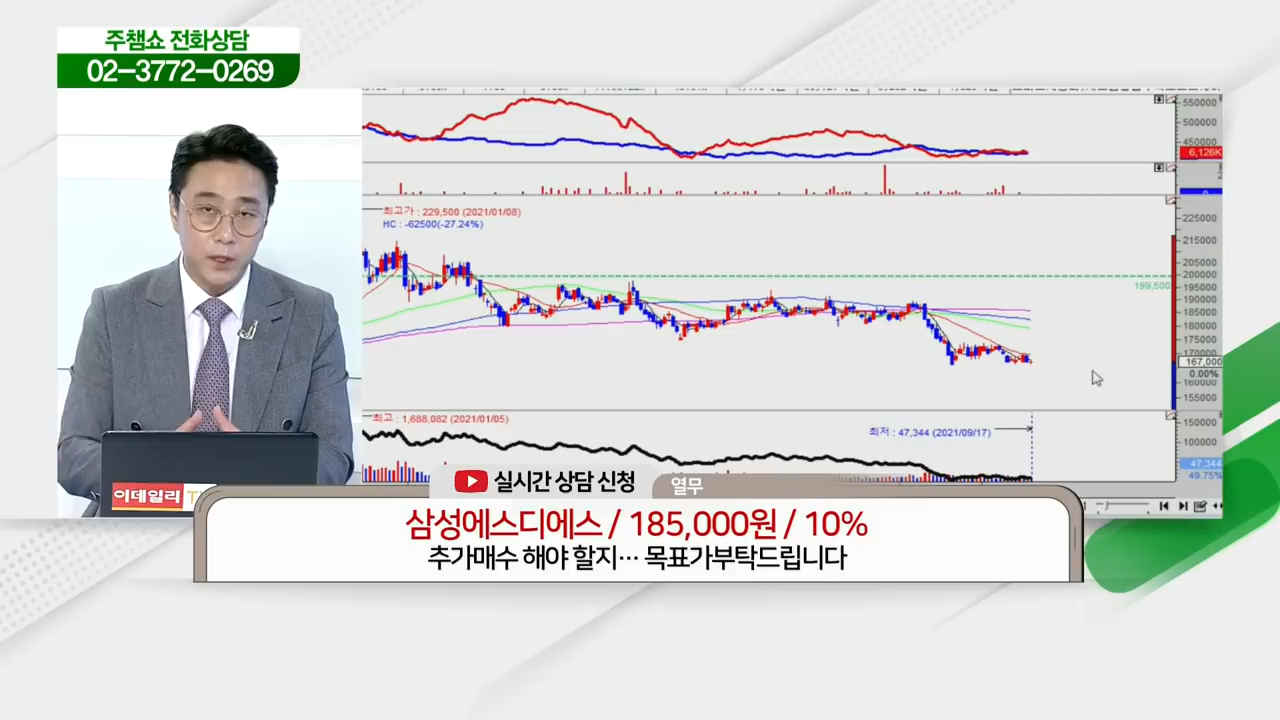 주챔쇼 전화상담
02-3772-0269
550000
500000
450000
6,126K
최고가 : 229,500 (2021/01/08)
HC : -62500(-27.24%)
225000
215000
205000
200000
199,500
195000
190000
185000
180000
175000
170000
167,000
0.00%
160000
155000
최고 : 1,688,082 (2021/01/05)
최저 : 47,344 (2021/09/17)
150000
100000
47,344
49.75%
이데일리 T
실시간 상담 신청
열무
삼성에스디에스 / 185,000원 / 10%
추가매수 해야 할지… 목표가부탁드립니다